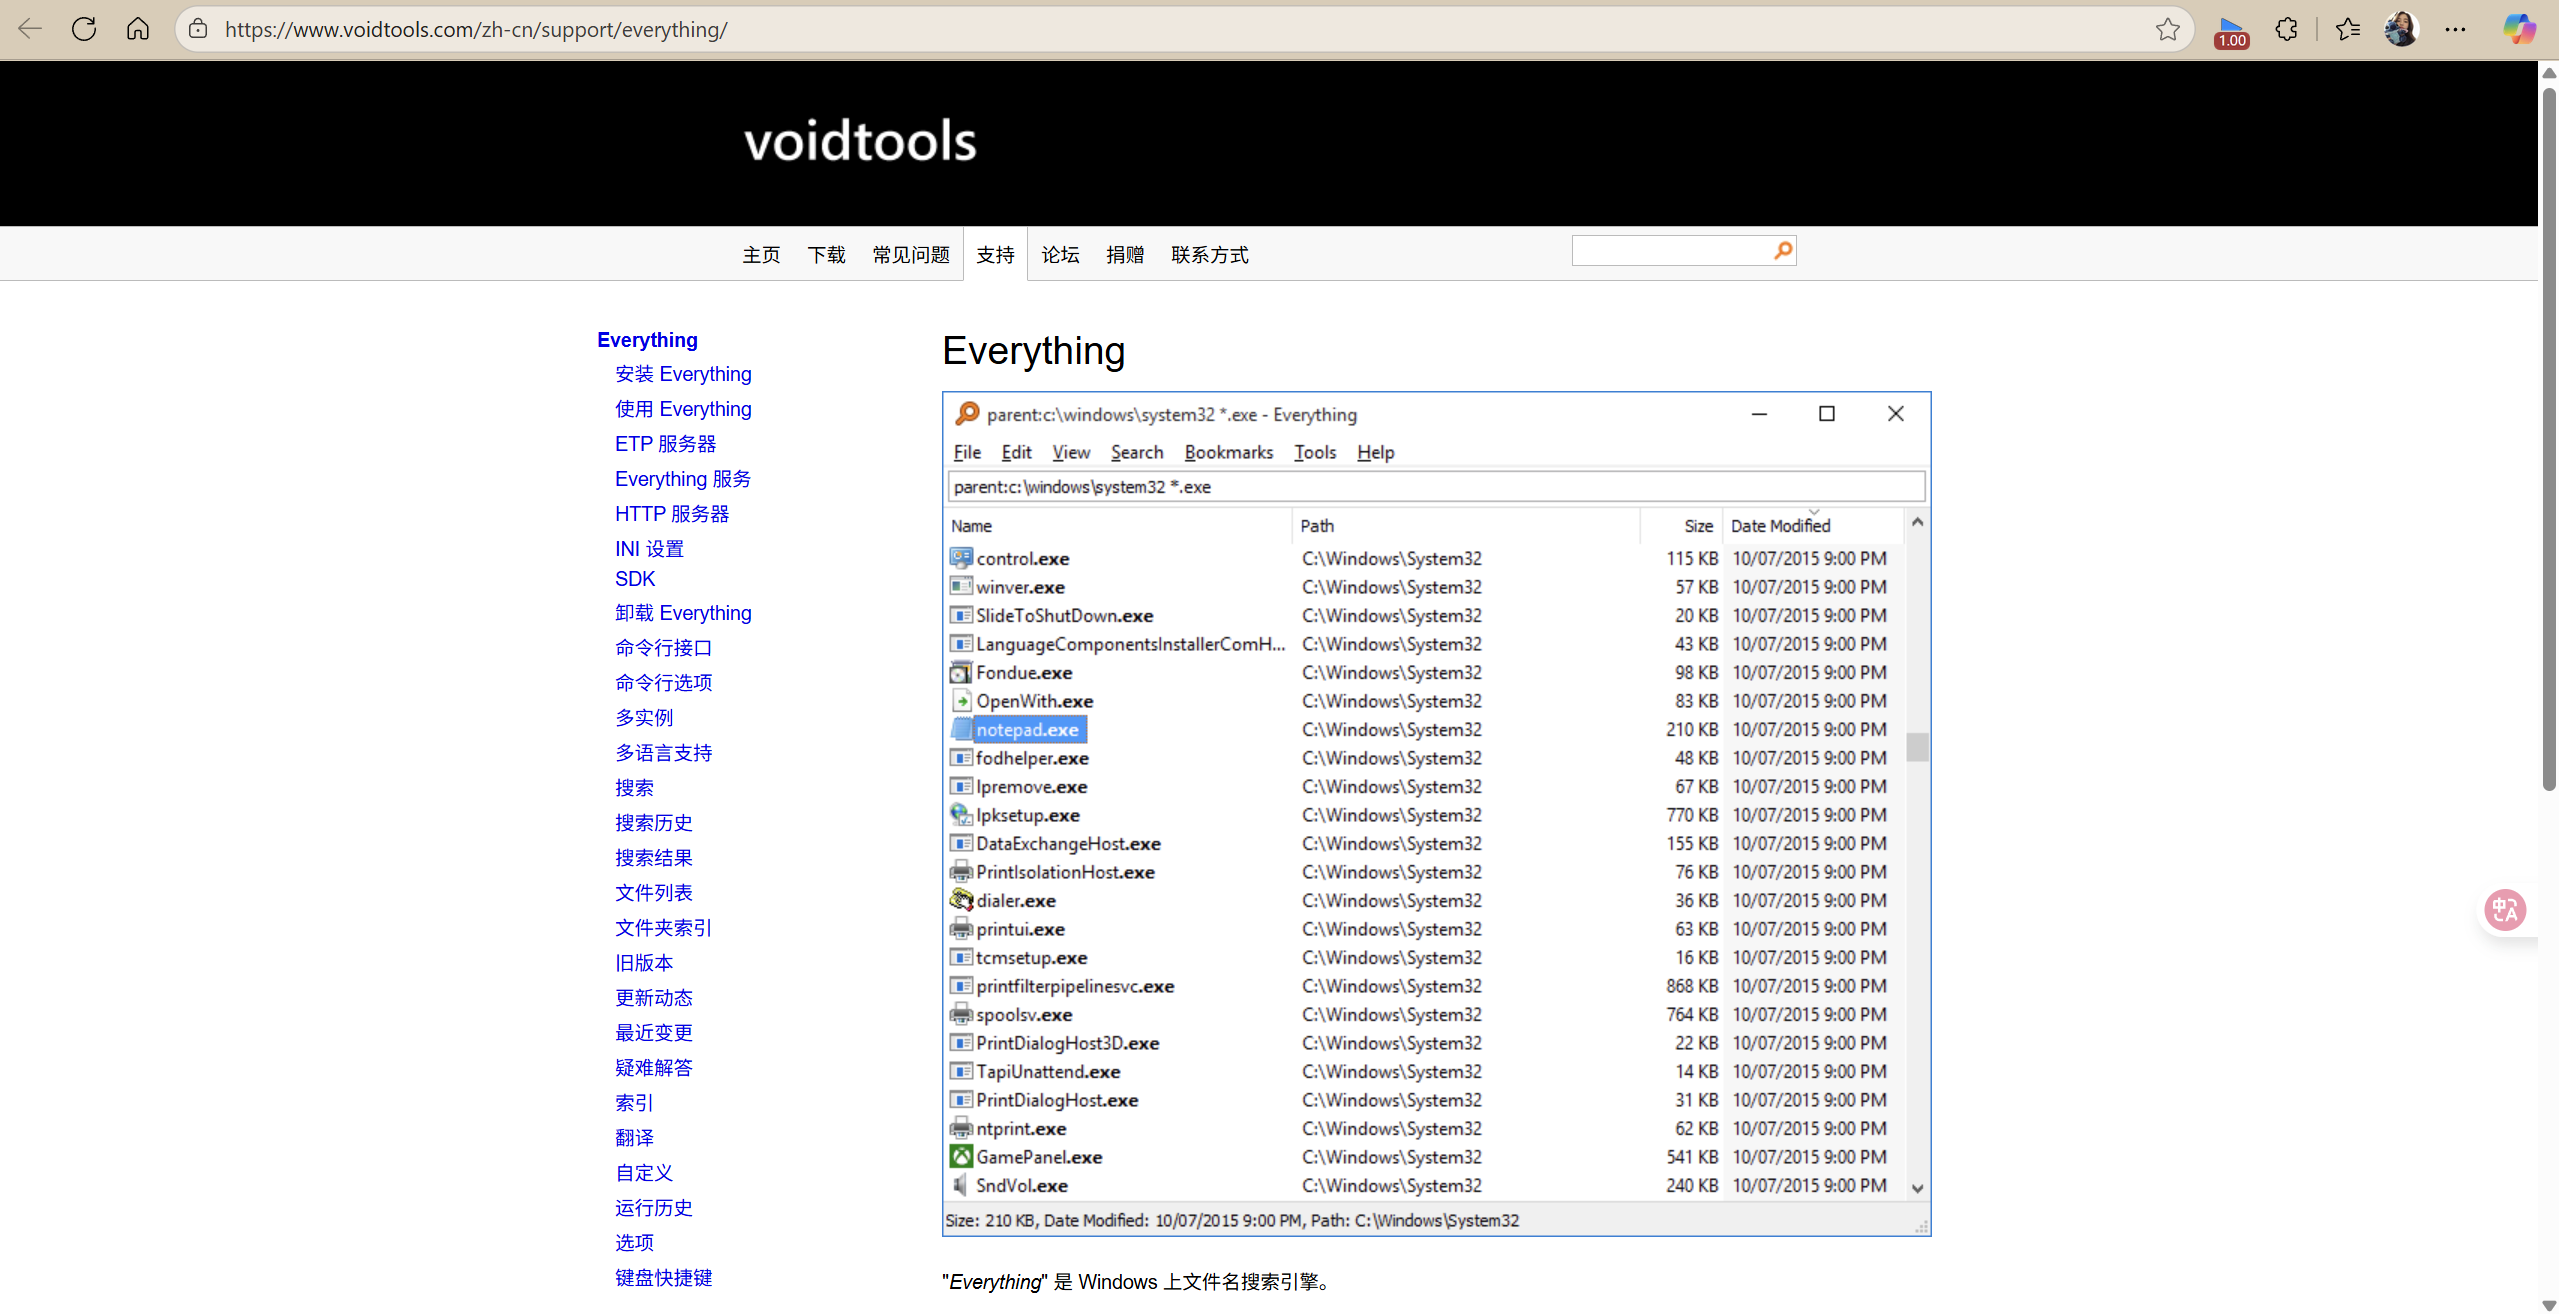 https://www.voidtools.com/zh-cn/support/everything/
1.00
voidtools
主页 下载 常见问题 支持 论坛 捐赠 联系方式
Everything
安装 Everything
使用 Everything
ETP 服务器
Everything 服务
HTTP 服务器
INI 设置
SDK
卸载 Everything
命令行接口
命令行选项
多实例
多语言支持
搜索
搜索历史
搜索结果
文件列表
文件夹索引
旧版本
更新动态
最近变更
疑难解答
索引
翻译
自定义
运行历史
选项
键盘快捷键
Everything
parent:c:\windows\system32 *.exe - Everything
File Edit View Search Bookmarks Tools Help
parent:c:\windows\system32 *.exe
Name Path Size Date Modified
control.exe C:\Windows\System32 115 KB 10/07/2015 9:00 PM
winver.exe C:\Windows\System32 57 KB 10/07/2015 9:00 PM
SlideToShutDown.exe C:\Windows\System32 20 KB 10/07/2015 9:00 PM
LanguageComponentsInstallerComH... C:\Windows\System32 43 KB 10/07/2015 9:00 PM
Fondue.exe C:\Windows\System32 98 KB 10/07/2015 9:00 PM
OpenWith.exe C:\Windows\System32 83 KB 10/07/2015 9:00 PM
notepad.exe C:\Windows\System32 210 KB 10/07/2015 9:00 PM
fodhelper.exe C:\Windows\System32 48 KB 10/07/2015 9:00 PM
lpremove.exe C:\Windows\System32 67 KB 10/07/2015 9:00 PM
lpksetup.exe C:\Windows\System32 770 KB 10/07/2015 9:00 PM
DataExchangeHost.exe C:\Windows\System32 155 KB 10/07/2015 9:00 PM
PrintIsolationHost.exe C:\Windows\System32 76 KB 10/07/2015 9:00 PM
dialer.exe C:\Windows\System32 36 KB 10/07/2015 9:00 PM
printui.exe C:\Windows\System32 63 KB 10/07/2015 9:00 PM
tcmsetup.exe C:\Windows\System32 16 KB 10/07/2015 9:00 PM
printfilterpipelinesvc.exe C:\Windows\System32 868 KB 10/07/2015 9:00 PM
spoolsv.exe C:\Windows\System32 764 KB 10/07/2015 9:00 PM
PrintDialogHost3D.exe C:\Windows\System32 22 KB 10/07/2015 9:00 PM
TapiUnattend.exe C:\Windows\System32 14 KB 10/07/2015 9:00 PM
PrintDialogHost.exe C:\Windows\System32 31 KB 10/07/2015 9:00 PM
ntprint.exe C:\Windows\System32 62 KB 10/07/2015 9:00 PM
GamePanel.exe C:\Windows\System32 541 KB 10/07/2015 9:00 PM
SndVol.exe C:\Windows\System32 240 KB 10/07/2015 9:00 PM
Size: 210 KB, Date Modified: 10/07/2015 9:00 PM, Path: C:\Windows\System32
"Everything" 是 Windows 上文件名搜索引擎。
中 A